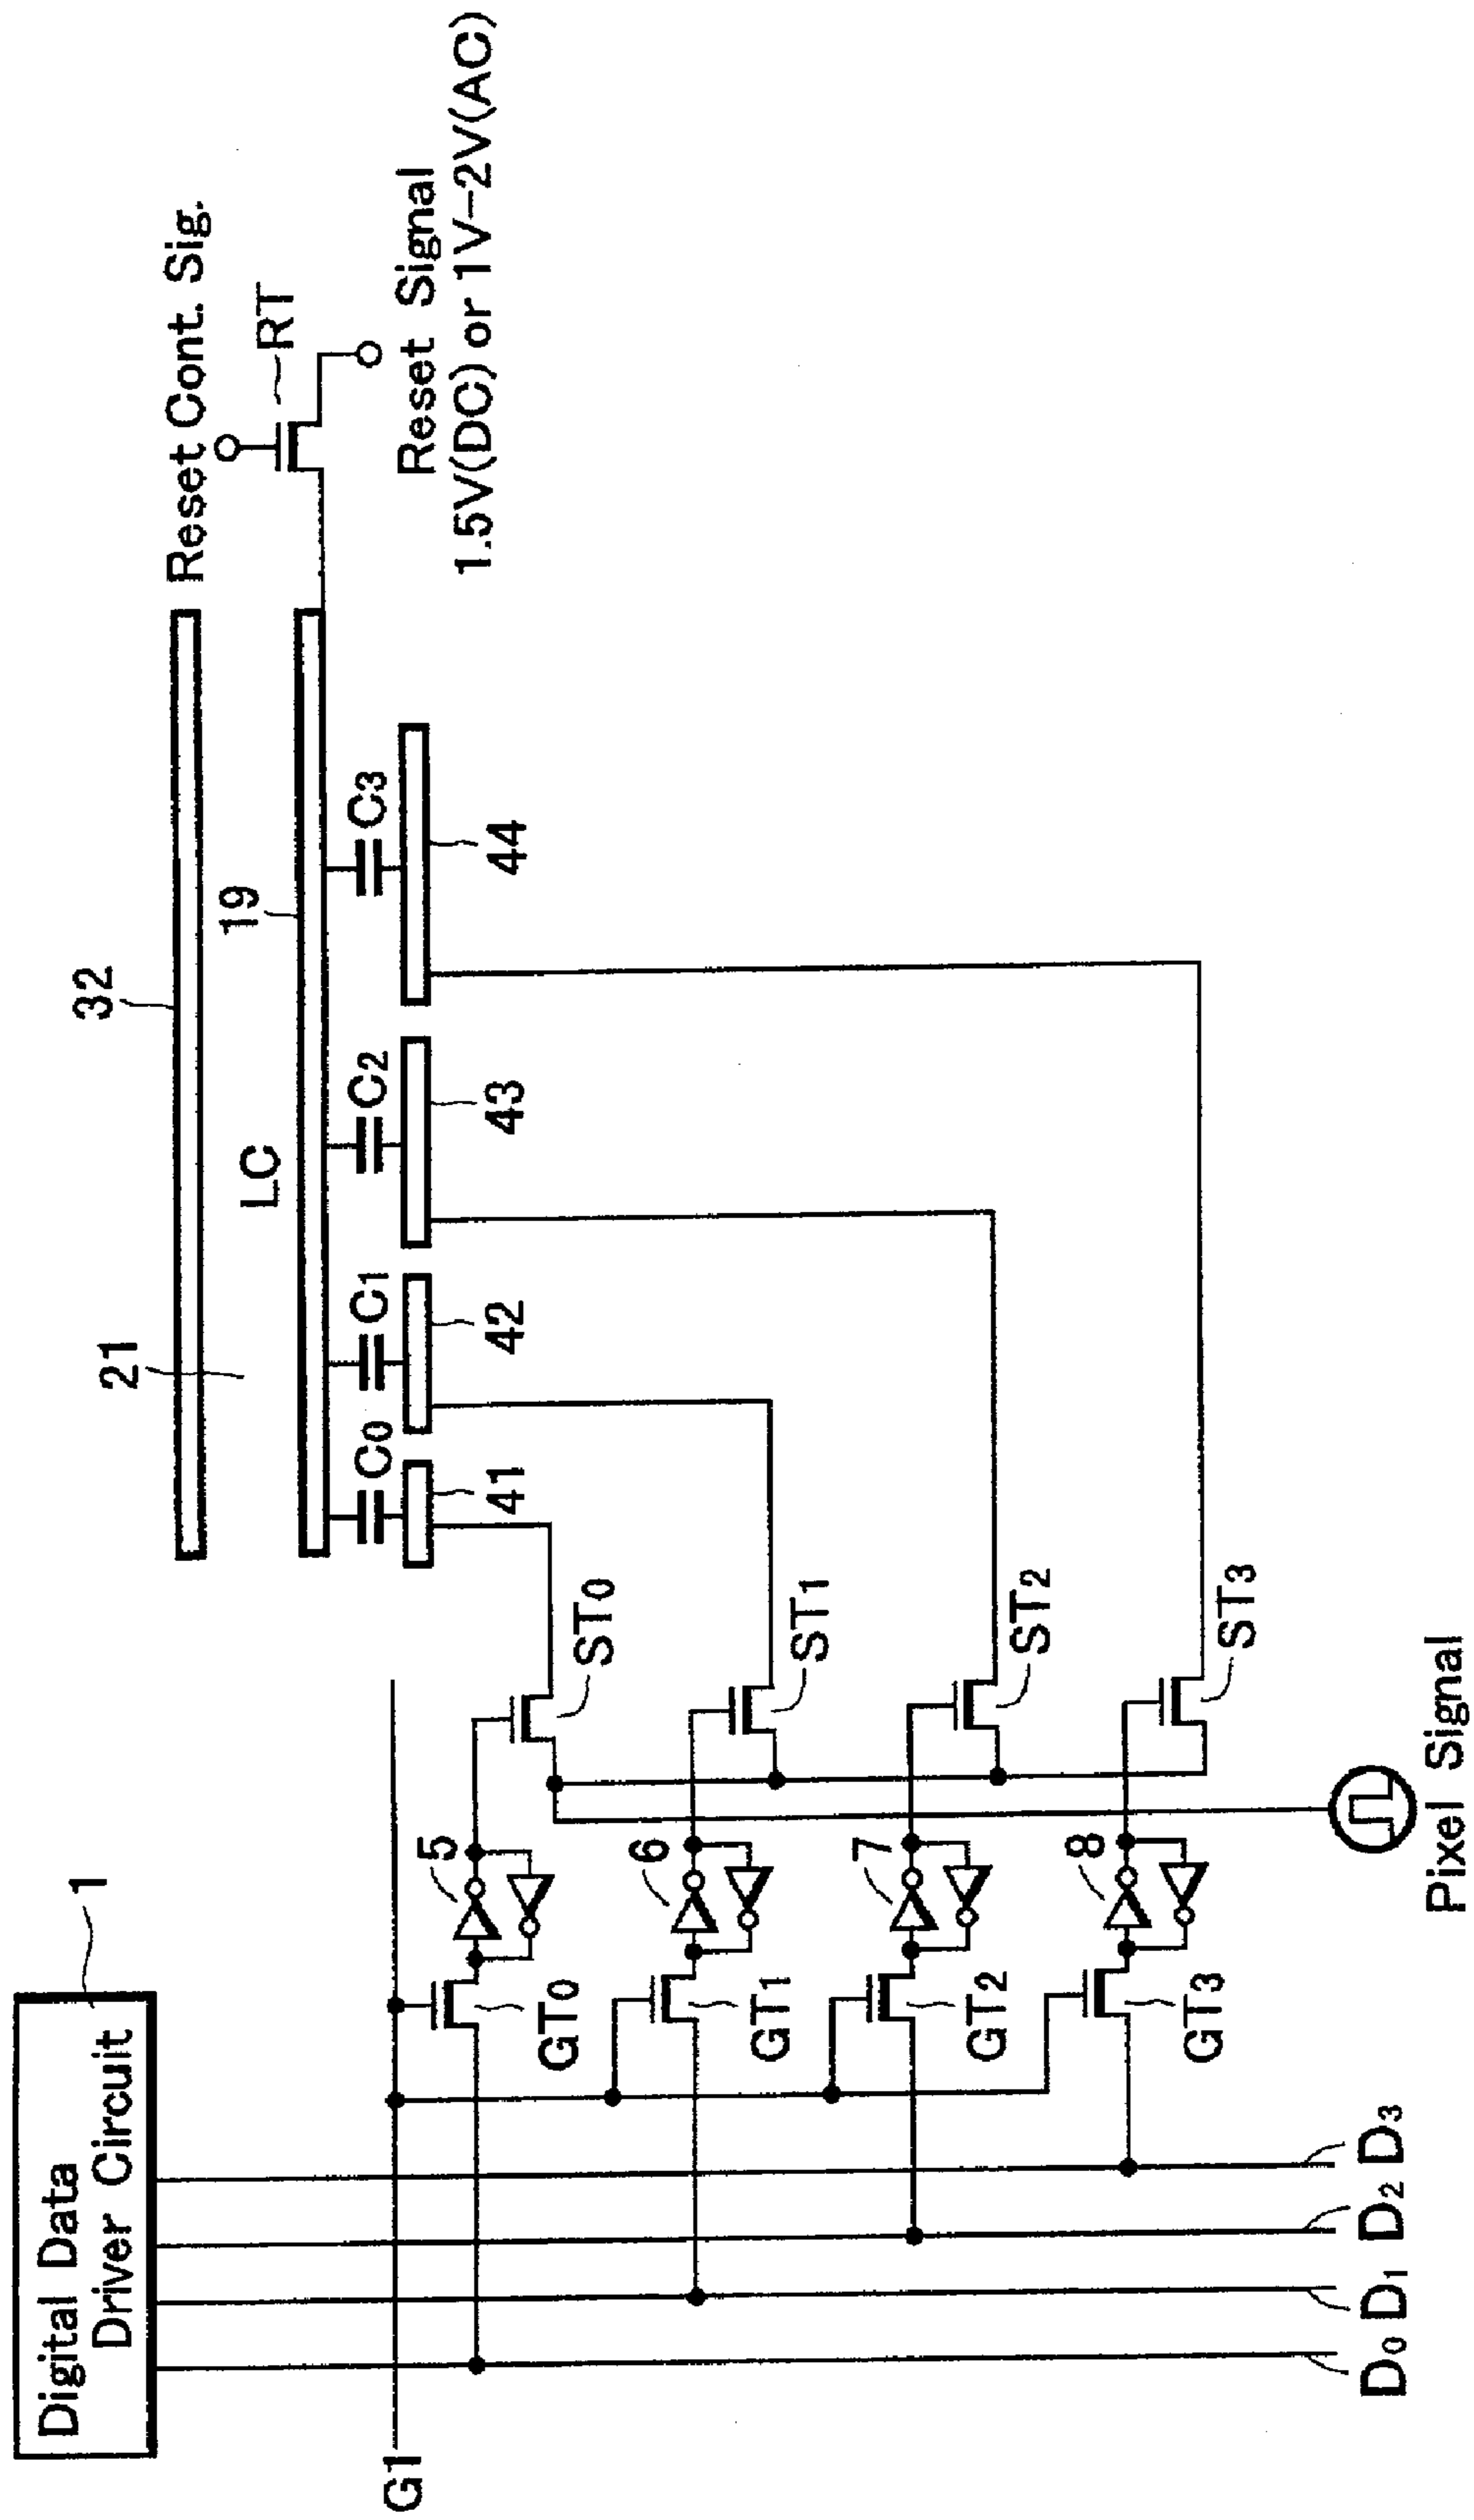 Digital Data
Driver Circuit
1
32
21
LC
19
Reset Cont. Sig.
RT
Reset Signal
1.5V(DC) or 1V-2V(AC)
G1
C0
C1
C2
C3
41
42
43
44
5
GT0
ST0
6
GT1
ST1
7
GT2
ST2
8
GT3
ST3
D0
D1
D2
D3
Pixel Signal